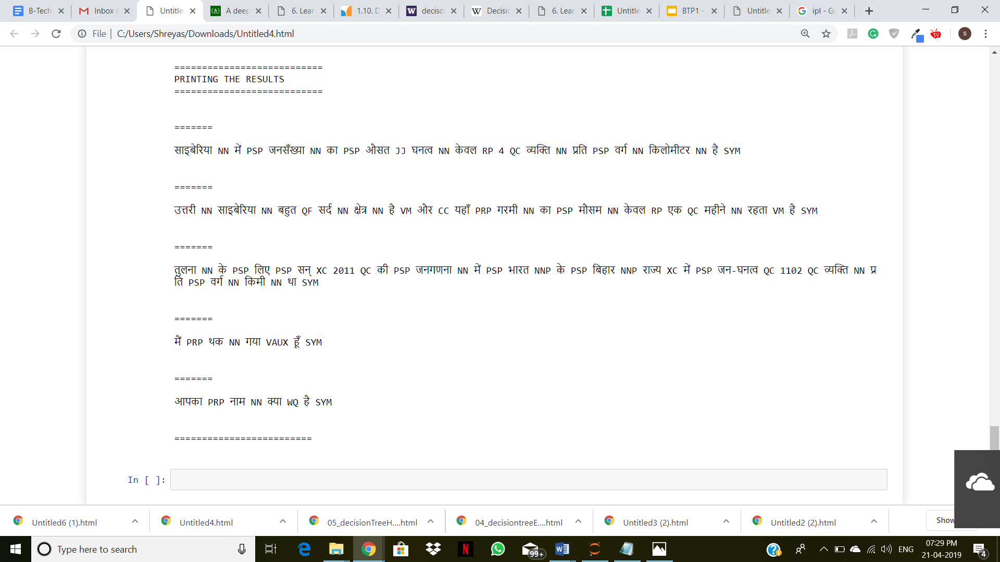 B-Tech
Inbox (
Untitle
A deep
6. Lear
1.10. D
deciso
Decisic
6. Lear
Untitle
BTP1 -
Untitle
ipl - Go
File | C:/Users/Shreyas/Downloads/Untitled4.html
===========================
PRINTING THE RESULTS
===========================
=======
साइबेरिया NN में PSP जनसँख्या NN का PSP औसत JJ घनत्व NN केवल RP 4 QC व्यक्ति NN प्रति PSP वर्ग NN किलोमीटर NN है SYM
=======
उत्तरी NN साइबेरिया NN बहुत QF सर्द NN क्षेत्र NN है VM और CC यहाँ PRP गरमी NN का PSP मौसम NN केवल RP एक QC महीने NN रहता VM है SYM
=======
तुलना NN के PSP लिए PSP सन् XC 2011 QC की PSP जनगणना NN में PSP भारत NNP के PSP बिहार NNP राज्य XC में PSP जन-घनत्व QC 1102 QC व्यक्ति NN प्र
ति PSP वर्ग NN किमी NN था SYM
=======
मैं PRP थक NN गया VAUX हूँ SYM
=======
आपका PRP नाम NN क्या WQ है SYM
=========================
In [ ]:
Untitled6 (1).html
Untitled4.html
05_decisionTreeH....html
04_decisiontreeE....html
Untitled3 (2).html
Untitled2 (2).html
Show
Type here to search
99+
ENG
07:29 PM
21-04-2019
4